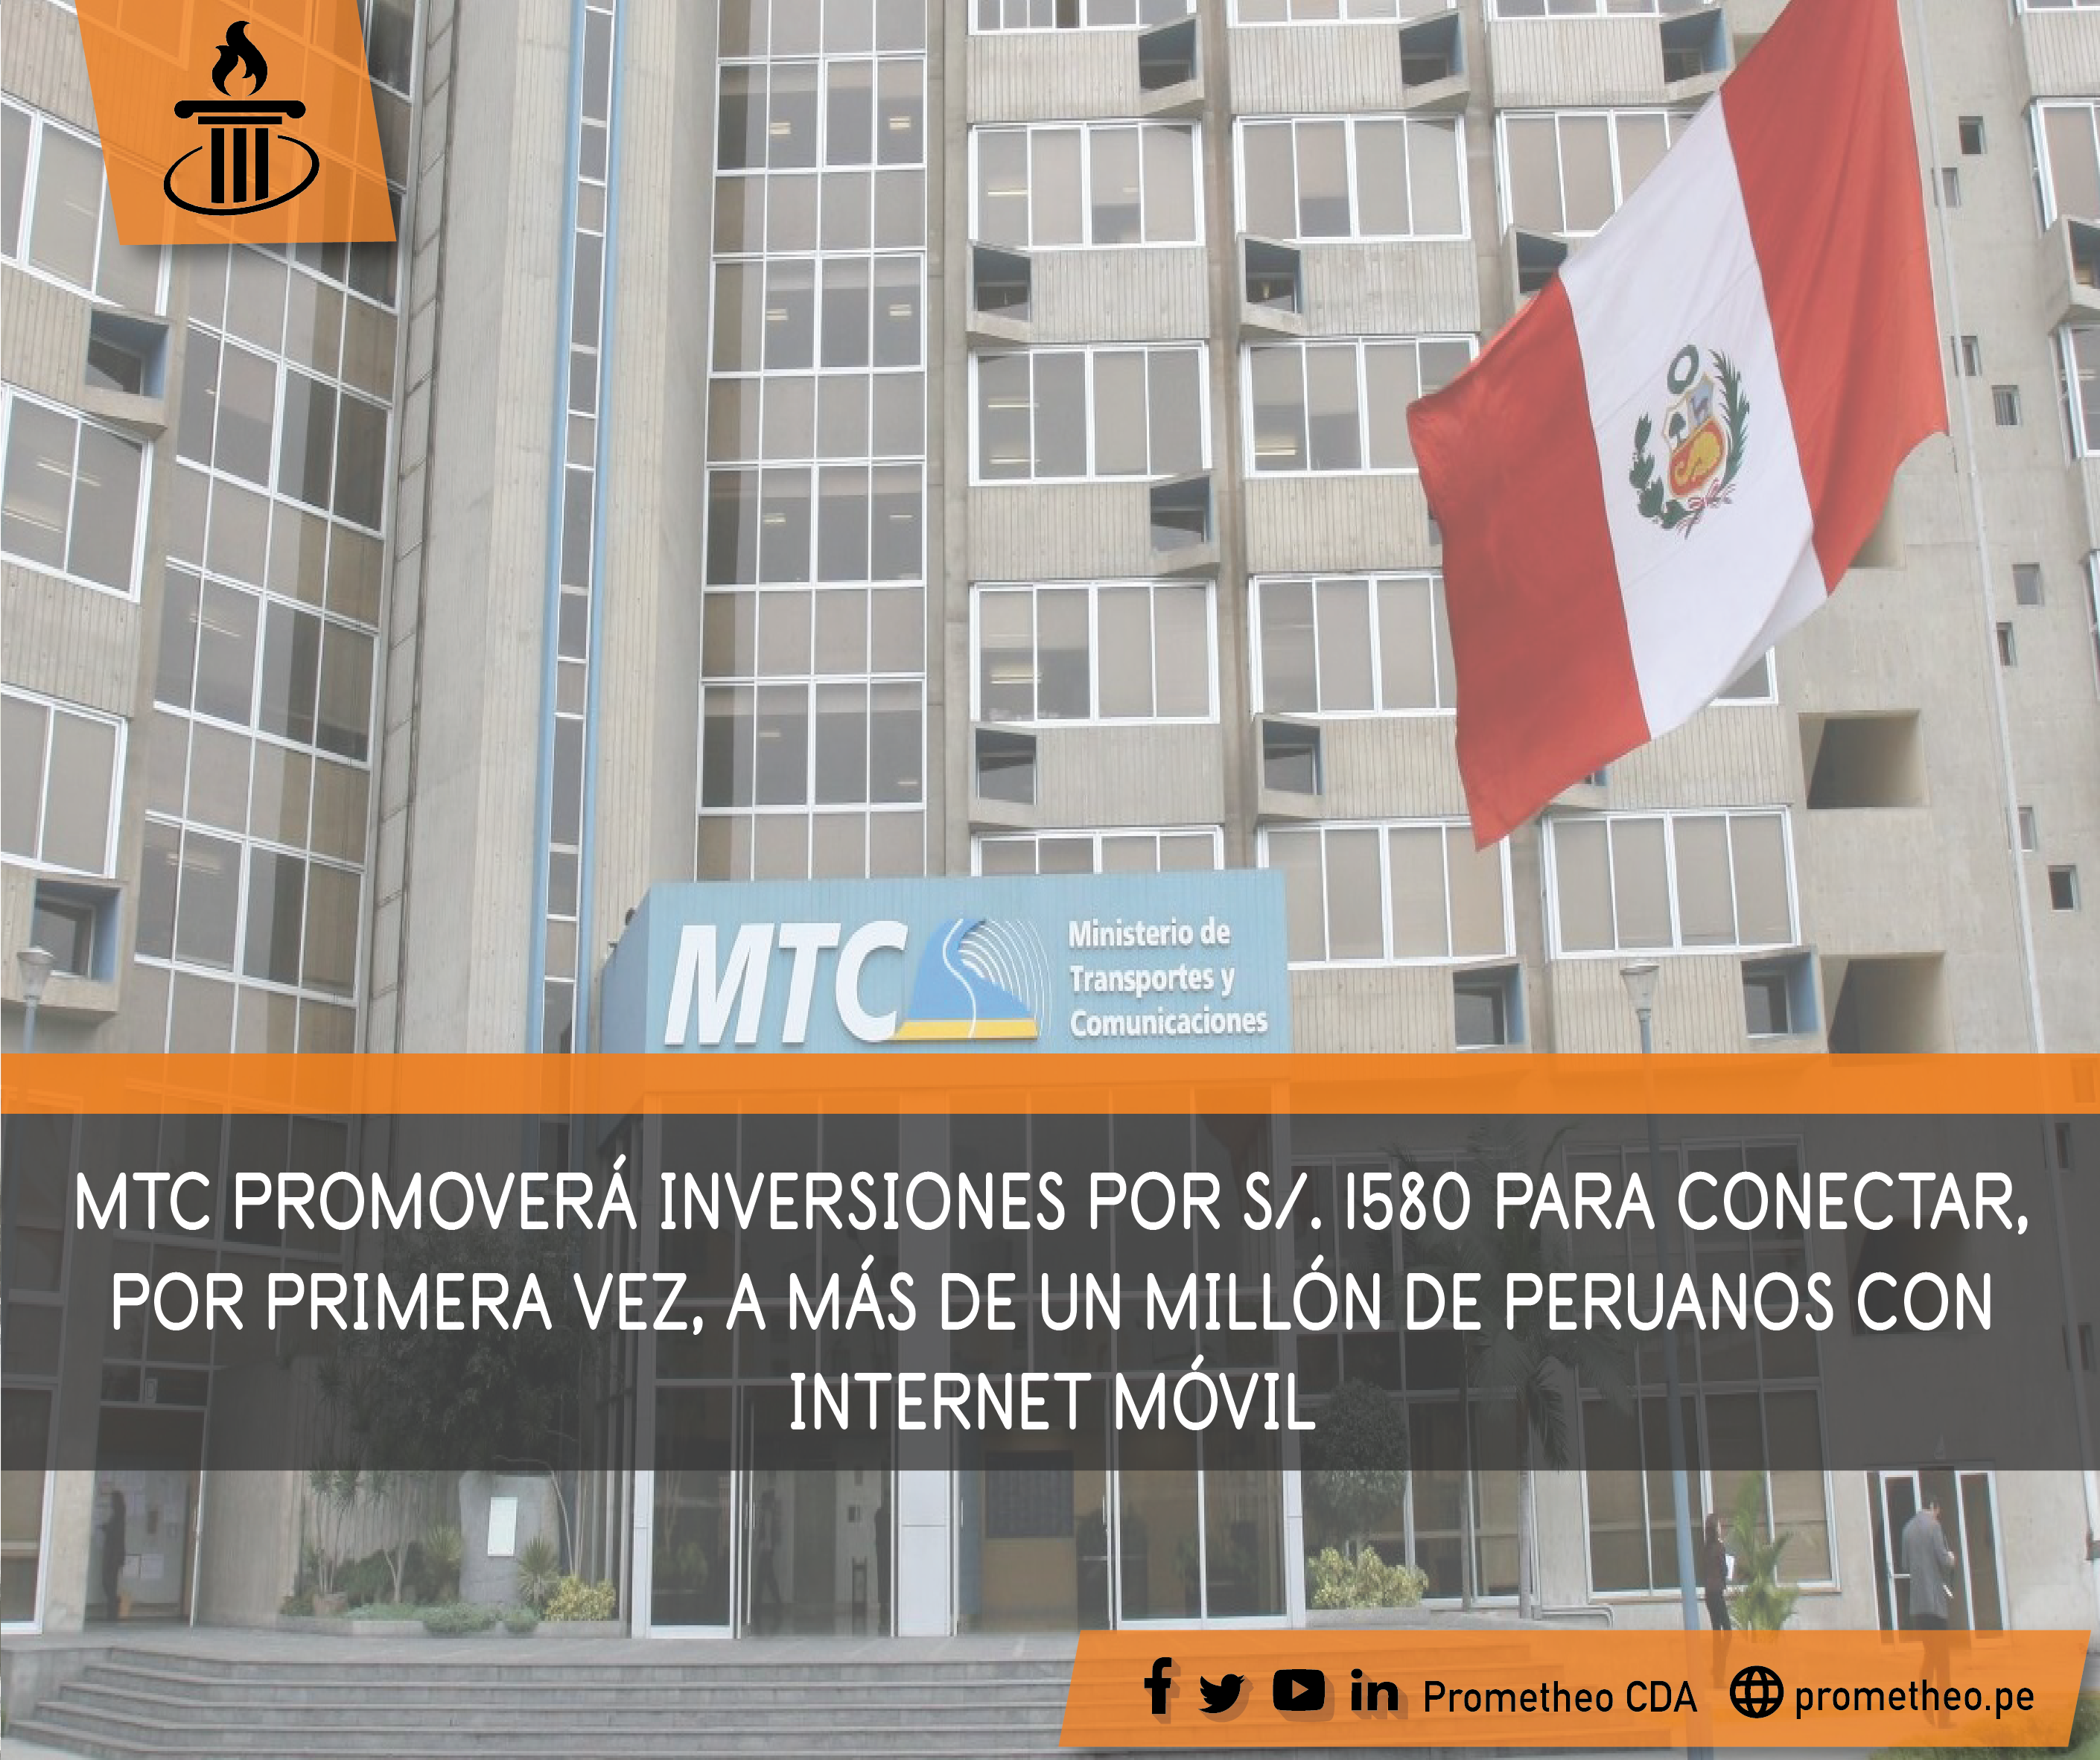 MTC
Ministerio de
Transportes y
Comunicaciones
MTC PROMOVERÁ INVERSIONES POR S/. 1580 PARA CONECTAR,
POR PRIMERA VEZ, A MÁS DE UN MILLÓN DE PERUANOS CON
INTERNET MÓVIL
Prometheo CDA prometheo.pe